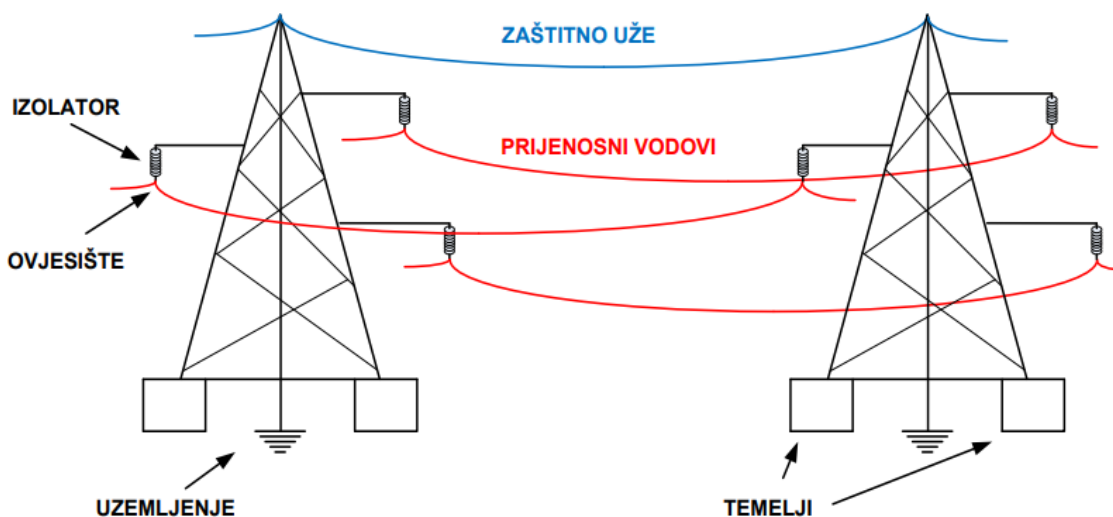 ZAŠTITNO UŽE
IZOLATOR
PRIJENOSNI VODOVI
OVJESIŠTE
UZEMLJENJE
TEMELJI